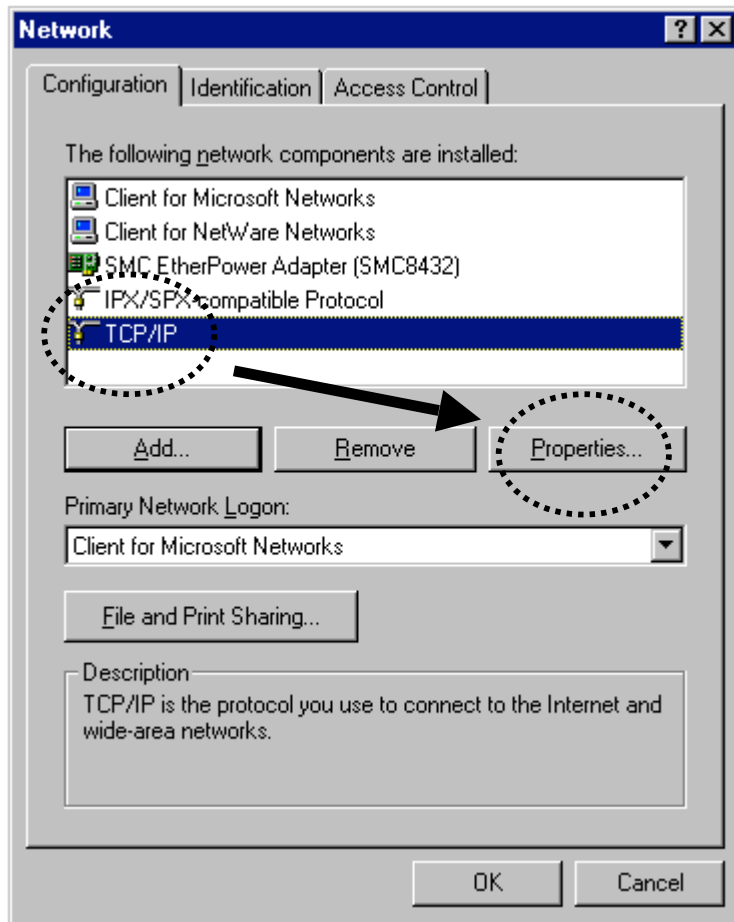 Network
Configuration Identification Access Control
The following network components are installed:
Client for Microsoft Networks
Client for NetWare Networks
SMC EtherPower Adapter (SMC8432)
IPX/SPX-compatible Protocol
TCP/IP
Add... Remove Properties...
Primary Network Logon:
Client for Microsoft Networks
File and Print Sharing...
Description
TCP/IP is the protocol you use to connect to the Internet and
wide-area networks.
OK Cancel